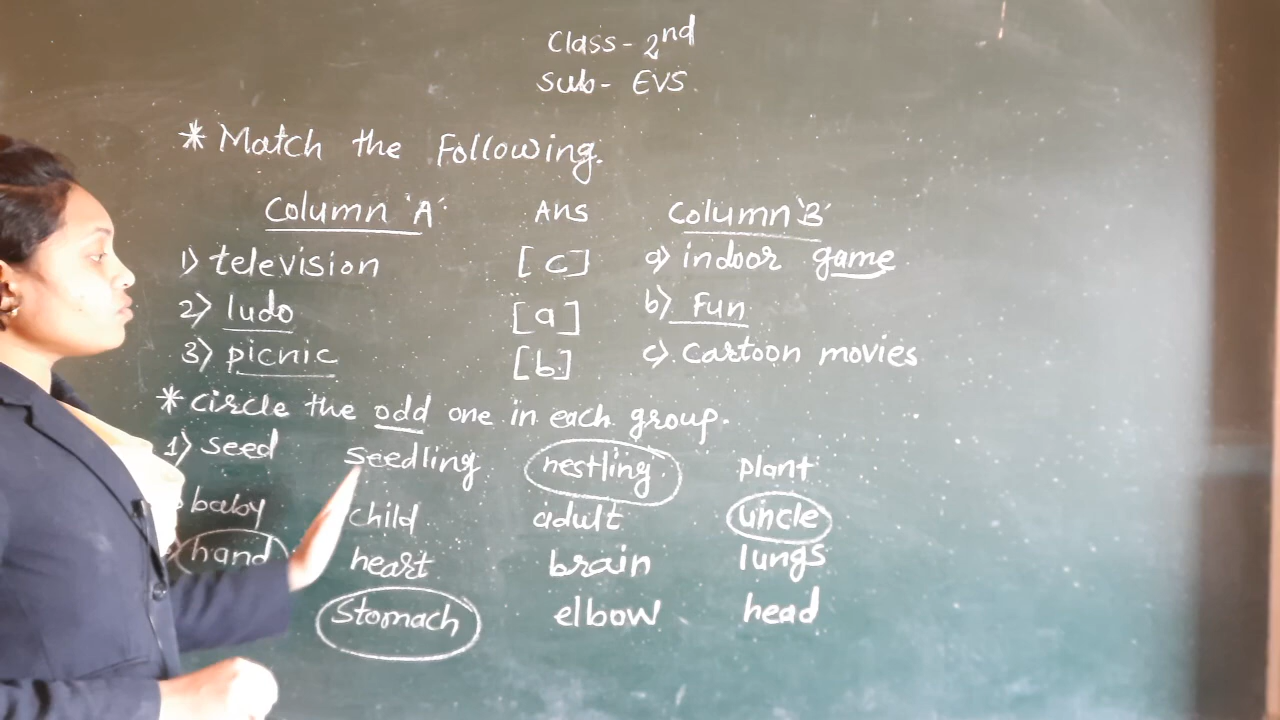 Class - 2nd
Sub - EVS
* Match the Following.
Column 'A' Ans Column 'B'
1) television [c] a) indoor game
2) ludo [a] b) Fun
3) picnic [b] c) cartoon movies
* circle the odd one in each group.
1) seed seedling nestling plant
baby child adult uncle
hand heart brain lungs
Stomach elbow head